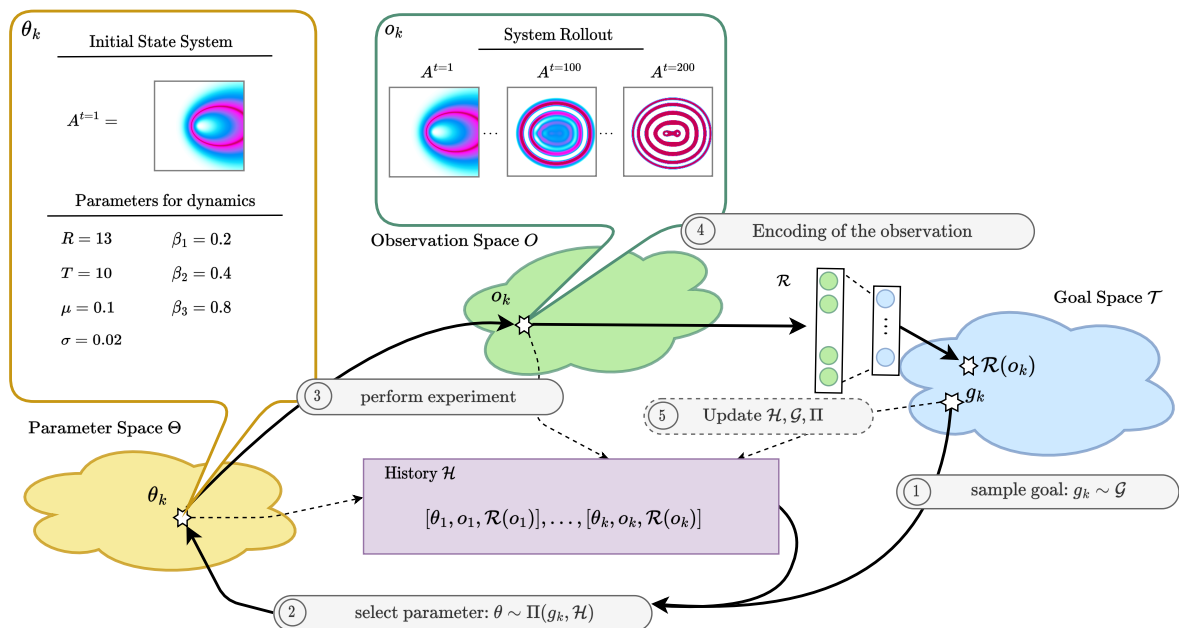 θ_k
Initial State System
A^{t=1} =
Parameters for dynamics
R = 13 β_1 = 0.2
T = 10 β_2 = 0.4
μ = 0.1 β_3 = 0.8
σ = 0.02
o_k
System Rollout
A^{t=1} A^{t=100} A^{t=200}
... ...
4 Encoding of the observation
Observation Space O
o_k
ℛ
⋮
Goal Space 𝒯
ℛ(o_k)
g_k
3 perform experiment
5 Update ℋ, 𝒢, Π
Parameter Space Θ
θ_k
History ℋ
[θ_1, o_1, ℛ(o_1)], ..., [θ_k, o_k, ℛ(o_k)]
1 sample goal: g_k ∼ 𝒢
2 select parameter: θ ∼ Π(g_k, ℋ)